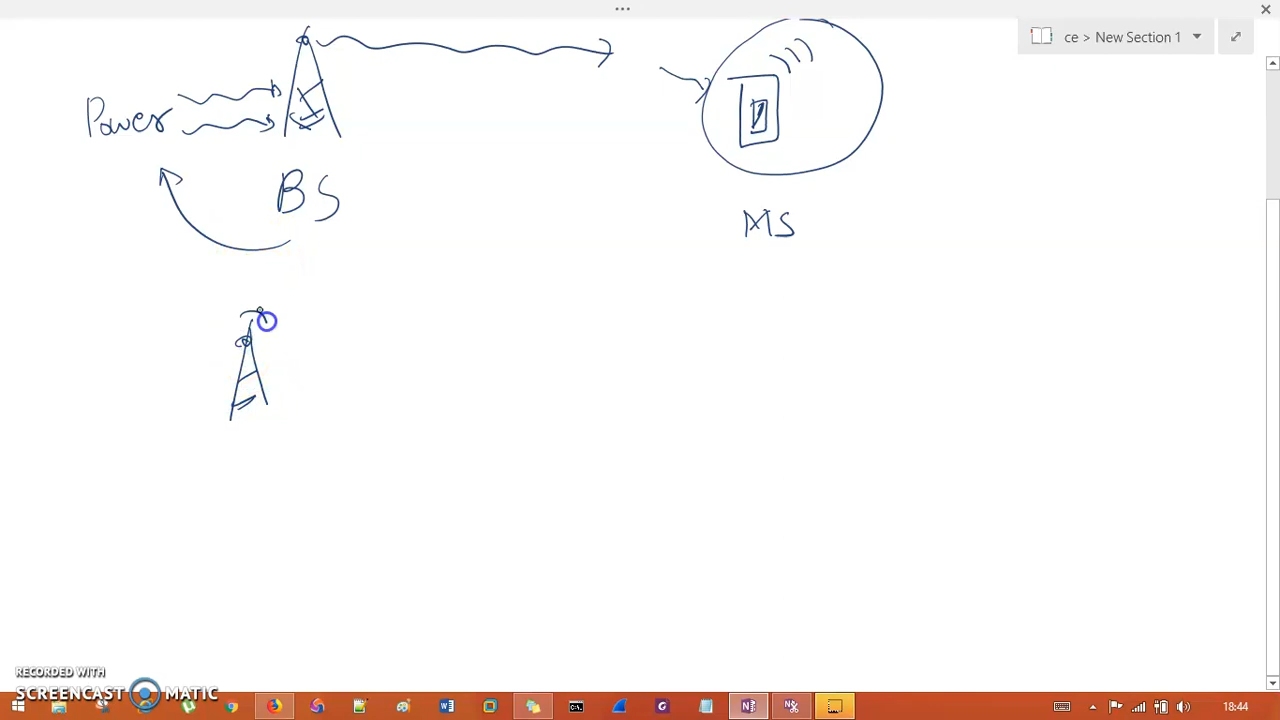 ce > New Section 1
Power
BS
MS
RECORDED WITH
SCREENCAST MATIC
18:44